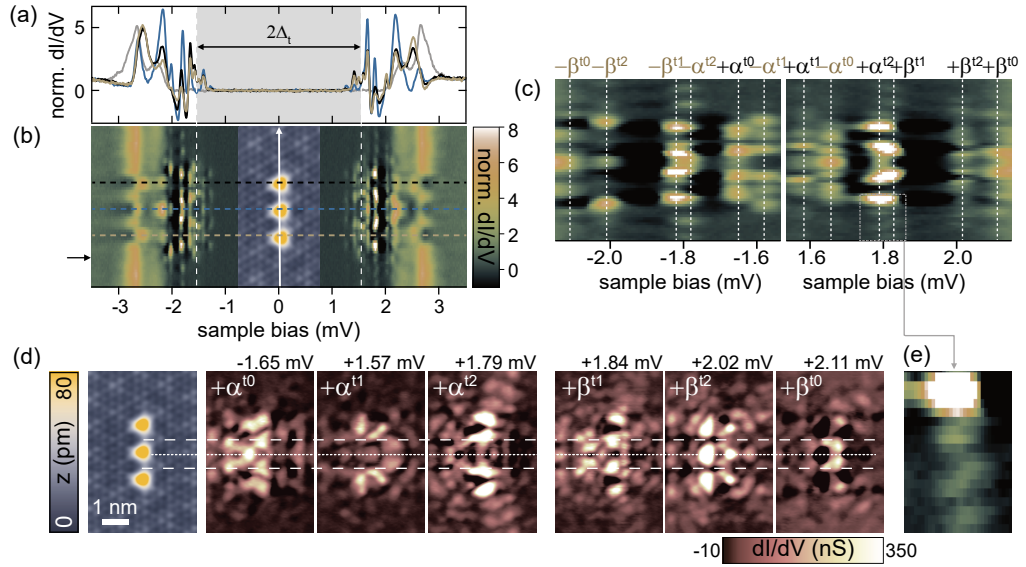 (a)
norm. dI/dV
5
0
2Δt
(b)
8
6
4
2
0
norm. dI/dV
-3 -2 -1 0 1 2 3
sample bias (mV)
(c)
−β^t0 −β^t2 −β^t1 −α^t2 +α^t0 −α^t1 +α^t1 −α^t0 +α^t2 +β^t1 +β^t2 +β^t0
-2.0 -1.8 -1.6 1.6 1.8 2.0
sample bias (mV) sample bias (mV)
(d)
80
z (pm)
0
1 nm
-1.65 mV +1.57 mV +1.79 mV +1.84 mV +2.02 mV +2.11 mV
+α^t0 +α^t1 +α^t2 +β^t1 +β^t2 +β^t0
-10 dI/dV (nS) 350
(e)